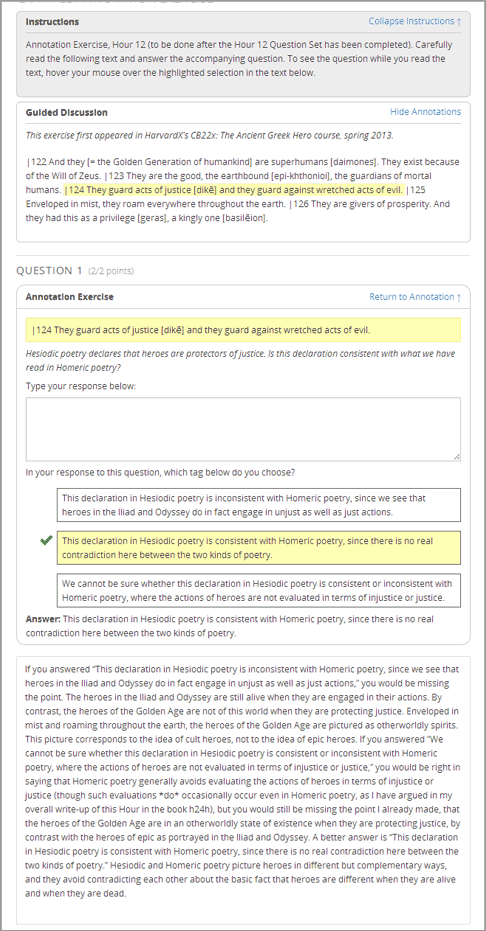 Instructions
Collapse Instructions ↑
Annotation Exercise, Hour 12 (to be done after the Hour 12 Question Set has been completed). Carefully
read the following text and answer the accompanying question. To see the question while you read the
text, hover your mouse over the highlighted selection in the text below.
Guided Discussion
Hide Annotations
This exercise first appeared in HarvardX's CB22x: The Ancient Greek Hero course, spring 2013.
|122 And they [= the Golden Generation of humankind] are superhumans [daimones]. They exist because
of the Will of Zeus. |123 They are the good, the earthbound [epi-khthonioi], the guardians of mortal
humans. |124 They guard acts of justice [dikē] and they guard against wretched acts of evil. |125
Enveloped in mist, they roam everywhere throughout the earth. |126 They are givers of prosperity. And
they had this as a privilege [geras], a kingly one [basilēion].
QUESTION 1 (2/2 points)
Annotation Exercise
Return to Annotation ↑
|124 They guard acts of justice [dikē] and they guard against wretched acts of evil.
Hesiodic poetry declares that heroes are protectors of justice. Is this declaration consistent with what we have
read in Homeric poetry?
Type your response below:
In your response to this question, which tag below do you choose?
This declaration in Hesiodic poetry is inconsistent with Homeric poetry, since we see that
heroes in the Iliad and Odyssey do in fact engage in unjust as well as just actions.
This declaration in Hesiodic poetry is consistent with Homeric poetry, since there is no real
contradiction here between the two kinds of poetry.
We cannot be sure whether this declaration in Hesiodic poetry is consistent or inconsistent with
Homeric poetry, where the actions of heroes are not evaluated in terms of injustice or justice.
Answer: This declaration in Hesiodic poetry is consistent with Homeric poetry, since there is no real
contradiction here between the two kinds of poetry.
If you answered “This declaration in Hesiodic poetry is inconsistent with Homeric poetry, since we see that
heroes in the Iliad and Odyssey do in fact engage in unjust as well as just actions,” you would be missing
the point. The heroes in the Iliad and Odyssey are still alive when they are engaged in their actions. By
contrast, the heroes of the Golden Age are not of this world when they are protecting justice. Enveloped in
mist and roaming throughout the earth, the heroes of the Golden Age are pictured as otherworldly spirits.
This picture corresponds to the idea of cult heroes, not to the idea of epic heroes. If you answered “We
cannot be sure whether this declaration in Hesiodic poetry is consistent or inconsistent with Homeric
poetry, where the actions of heroes are not evaluated in terms of injustice or justice,” you would be right in
saying that Homeric poetry generally avoids evaluating the actions of heroes in terms of injustice or
justice (though such evaluations *do* occasionally occur even in Homeric poetry, as I have argued in my
overall write-up of this Hour in the book h24h), but you would still be missing the point I already made, that
the heroes of the Golden Age are in an otherworldly state of existence when they are protecting justice, by
contrast with the heroes of epic as portrayed in the Iliad and Odyssey. A better answer is “This declaration
in Hesiodic poetry is consistent with Homeric poetry, since there is no real contradiction here between the
two kinds of poetry.” Hesiodic and Homeric poetry picture heroes in different but complementary ways,
and they avoid contradicting each other about the basic fact that heroes are different when they are alive
and when they are dead.